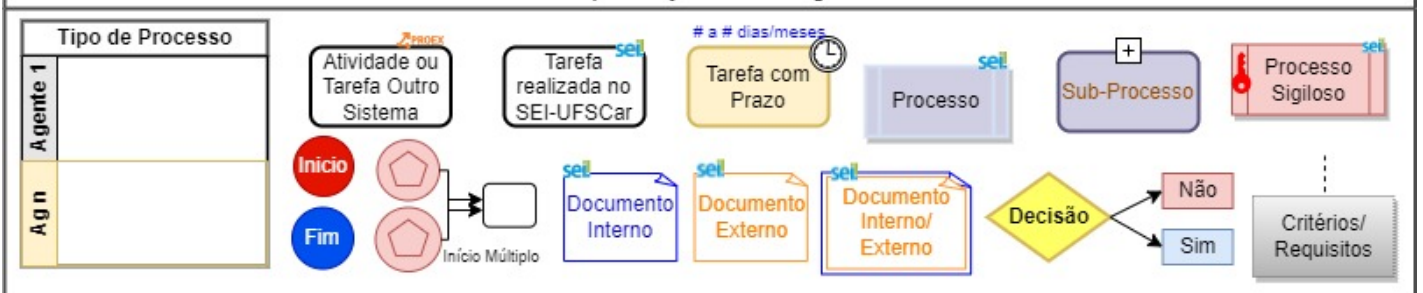 Tipo de Processo
Agente 1
Ag n
PROEX
Atividade ou
Tarefa Outro
Sistema
sei!
Tarefa
realizada no
SEI-UFSCar
# a # dias/meses
Tarefa com
Prazo
sei!
Processo
+
Sub-Processo
sei!
Processo
Sigiloso
Inicio
Fim
Início Múltiplo
sei!
Documento
Interno
sei!
Documento
Externo
sei!
Documento
Interno/
Externo
Decisão
Não
Sim
Critérios/
Requisitos